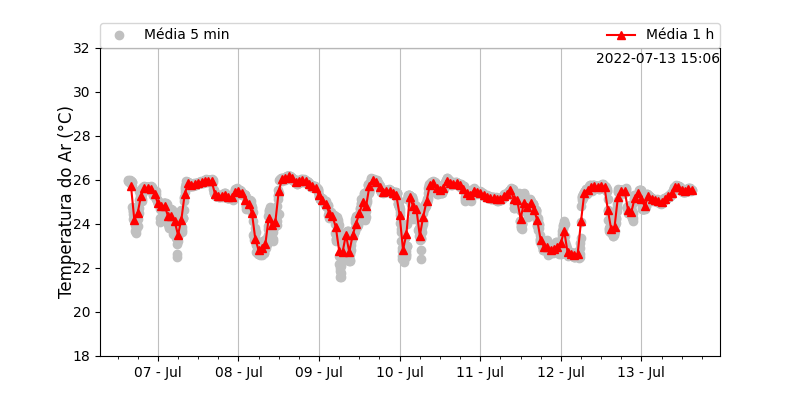 Média 5 min
Média 1 h
2022-07-13 15:06
Temperatura do Ar (°C)
32
30
28
26
24
22
20
18
07 - Jul
08 - Jul
09 - Jul
10 - Jul
11 - Jul
12 - Jul
13 - Jul